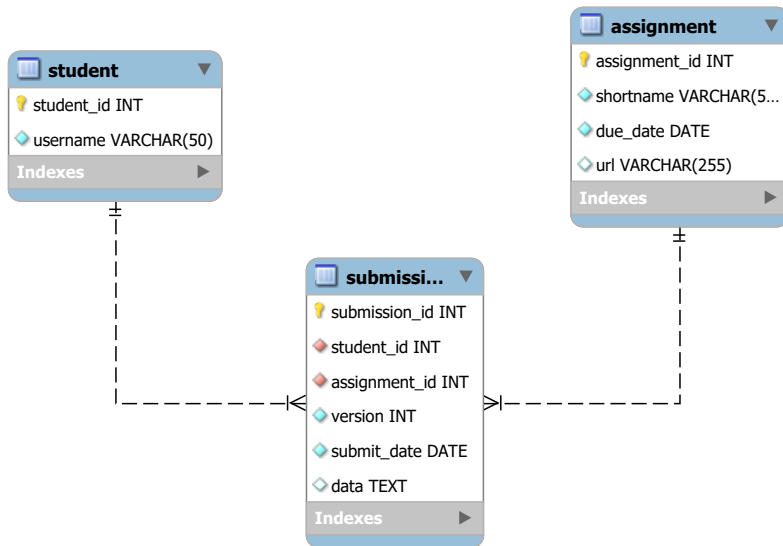 student
student_id INT
username VARCHAR(50)
Indexes
assignment
assignment_id INT
shortname VARCHAR(5...
due_date DATE
url VARCHAR(255)
Indexes
submissi...
submission_id INT
student_id INT
assignment_id INT
version INT
submit_date DATE
data TEXT
Indexes